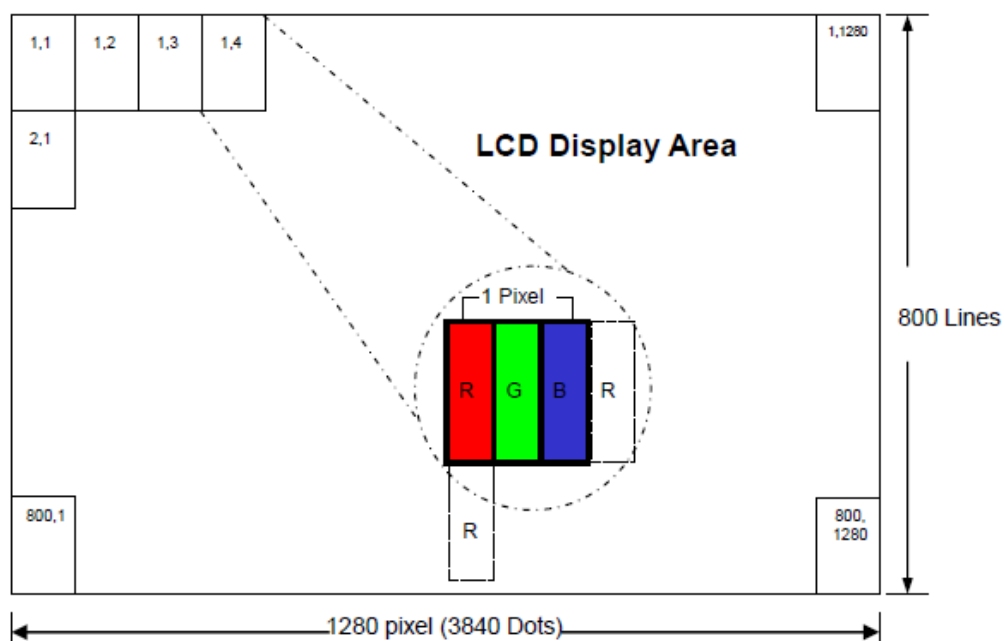 1,1
1,2
1,3
1,4
1,1280
2,1
LCD Display Area
1 Pixel
800 Lines
R
G
B
R
800,1
R
800,
1280
1280 pixel (3840 Dots)